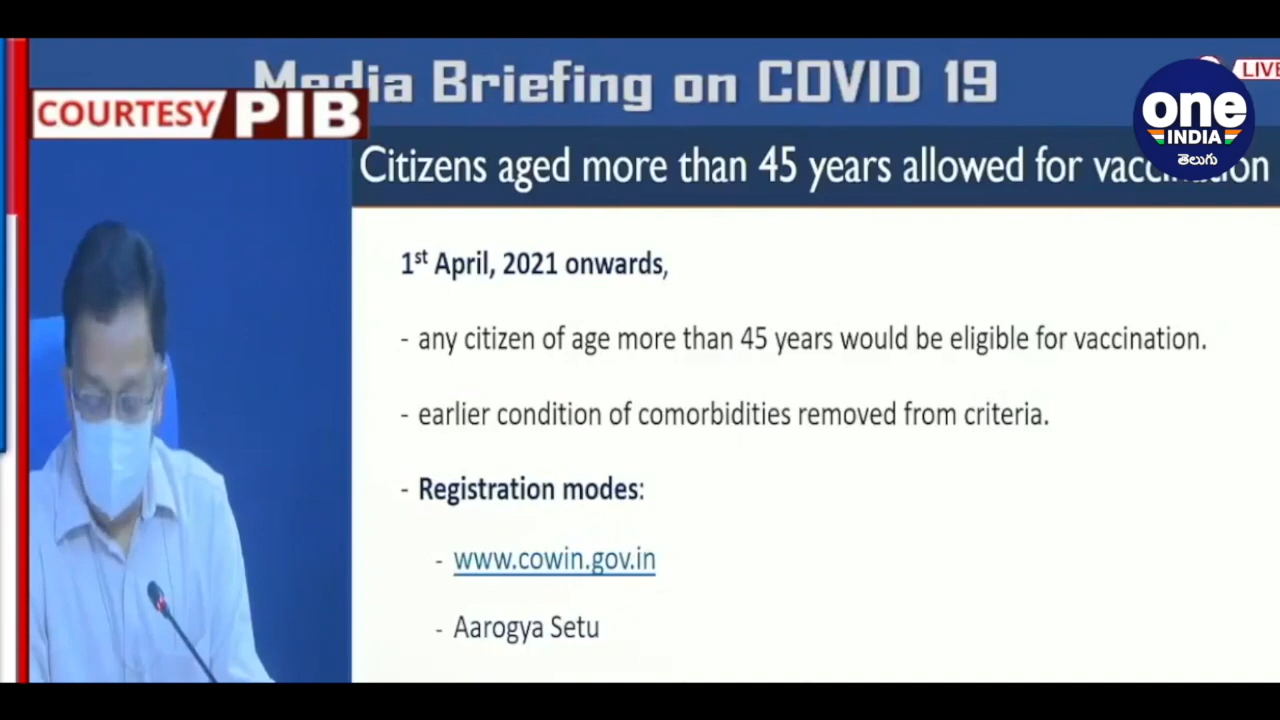 Media Briefing on COVID 19
LIVE
COURTESY PIB
one
INDIA
తెలుగు
Citizens aged more than 45 years allowed for
1st April, 2021 onwards,
- any citizen of age more than 45 years would be eligible for vaccination.
- earlier condition of comorbidities removed from criteria.
- Registration modes:
- www.cowin.gov.in
- Aarogya Setu